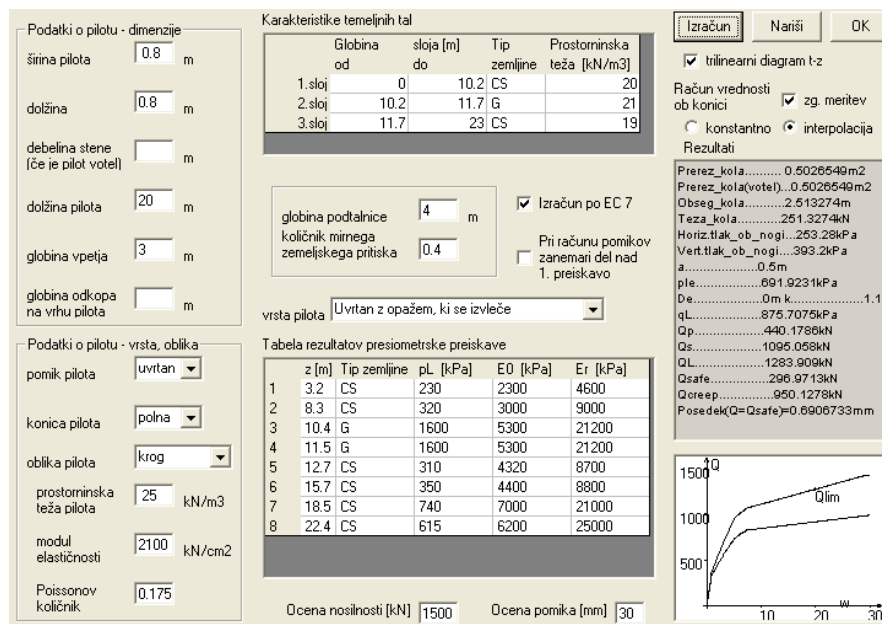 Podatki o pilotu - dimenzije
širina pilota 0.8 m
dolžina 0.8 m
debelina stene
(če je pilot votel) m
dolžina pilota 20 m
globina vpetja 3 m
globina odkopa
na vrhu pilota m
Podatki o pilotu - vrsta, oblika
pomik pilota uvrtan
konica pilota polna
oblika pilota krog
prostorninska
teža pilota 25 kN/m3
modul
elastičnosti 2100 kN/cm2
Poissonov
količnik 0.175
Karakteristike temeljnih tal
Globina sloja [m] Tip Prostorninska
od do zemljine teža [kN/m3]
1.sloj 0 10.2 CS 20
2.sloj 10.2 11.7 G 21
3.sloj 11.7 23 CS 19
globina podtalnice 4 m
količnik mirnega
zemeljskega pritiska 0.4
Izračun po EC 7
Pri računu pomikov
zanemari del nad
1. preiskavo
vrsta pilota Uvrtan z opažem, ki se izvleče
Tabela rezultatov presiometrske preiskave
z [m] Tip zemljine pL [kPa] E0 [kPa] Er [kPa]
1 3.2 CS 230 2300 4600
2 8.3 CS 320 3000 9000
3 10.4 G 1600 5300 21200
4 11.5 G 1600 5300 21200
5 12.7 CS 310 4320 8700
6 15.7 CS 350 4400 8800
7 18.5 CS 740 7000 21000
8 22.4 CS 615 6200 25000
Ocena nosilnosti [kN] 1500 Ocena pomika [mm] 30
Izračun Nariši OK
trilinearni diagram t-z
Račun vrednosti
ob konici zg. meritev
konstantno interpolacija
Rezultati
Prerez_kola.......... 0.5026549m2
Prerez_kola(votel)...0.5026549m2
Obseg_kola..........2.513274m
Teza_kola...........251.3274kN
Horiz.tlak_ob_nogi...253.28kPa
Vert.tlak_ob_nogi....393.2kPa
a...................0.5m
ple.................691.9231kPa
De...................0m k...................1.1
qL..................875.7075kPa
Qp..................440.1786kN
Qs..................1095.058kN
QL..................1283.909kN
Qsafe...............296.9713kN
Qcreep..............950.1278kN
Posedek(Q=Qsafe)=0.6906733mm
1500 Q
Qlim
1000
500
w
10 20 30